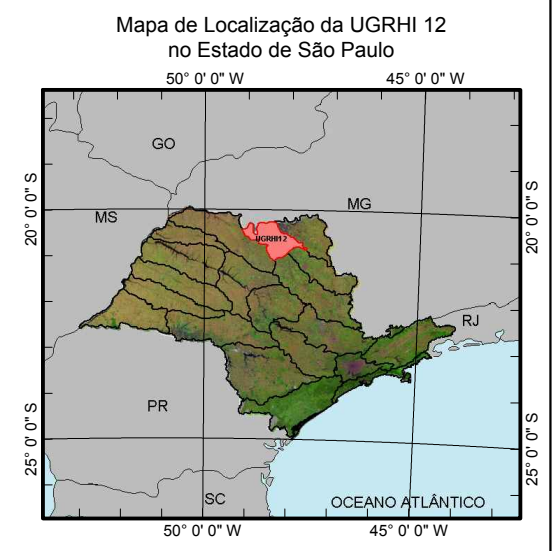 Mapa de Localização da UGRHI 12
no Estado de São Paulo
50° 0' 0" W
45° 0' 0" W
GO
MS
MG
20° 0' 0" S
20° 0' 0" S
UGRHI12
RJ
PR
25° 0' 0" S
25° 0' 0" S
SC
OCEANO ATLÂNTICO
50° 0' 0" W
45° 0' 0" W